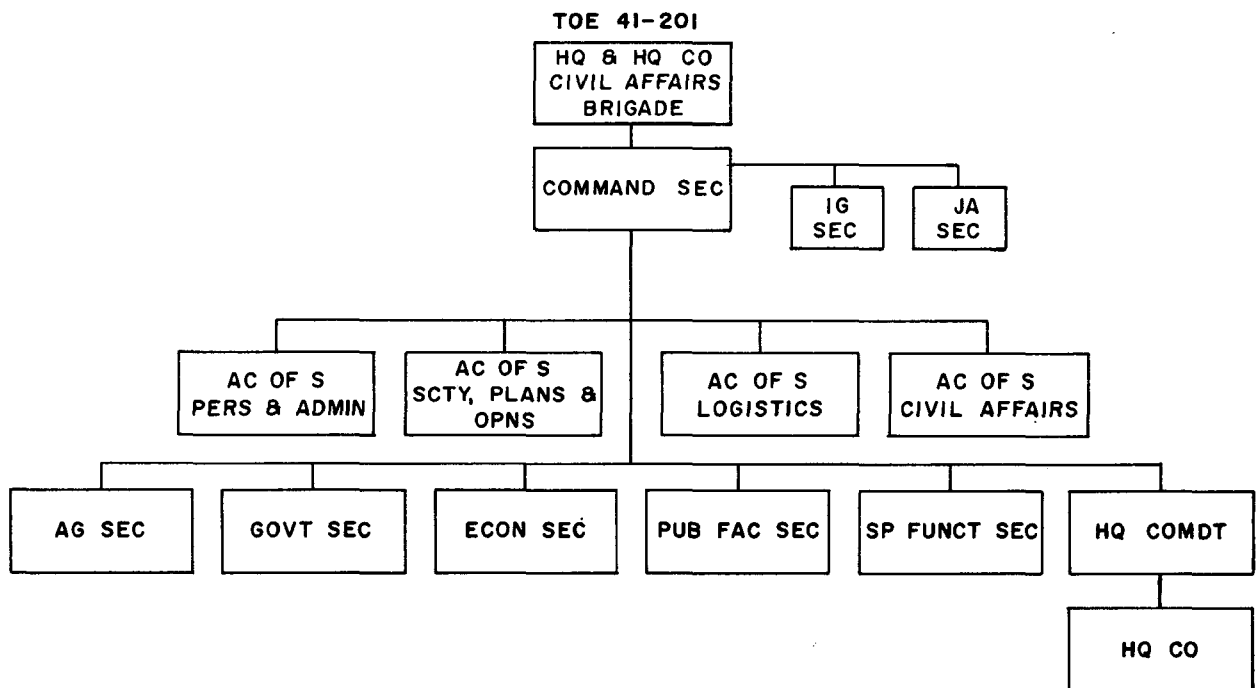 TOE 41-201
HQ & HQ CO
CIVIL AFFAIRS
BRIGADE
COMMAND SEC
IG
SEC
JA
SEC
AC OF S
PERS & ADMIN
AC OF S
SCTY, PLANS &
OPNS
AC OF S
LOGISTICS
AC OF S
CIVIL AFFAIRS
AG SEC
GOVT SEC
ECON SEC
PUB FAC SEC
SP FUNCT SEC
HQ COMDT
HQ CO